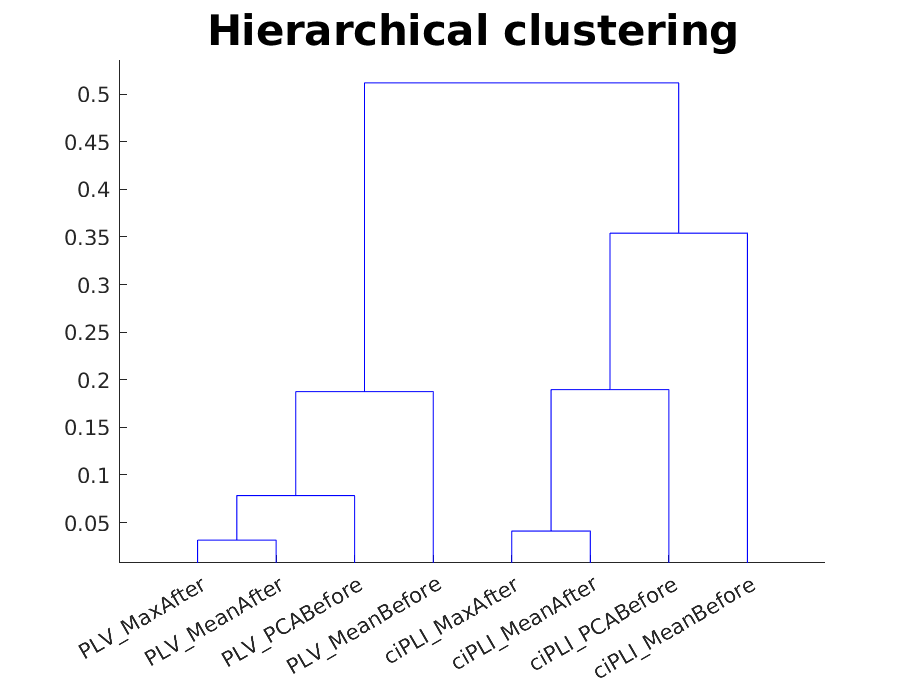 Hierarchical clustering
0.5
0.45
0.4
0.35
0.3
0.25
0.2
0.15
0.1
0.05
PLV_MaxAfter
PLV_MeanAfter
PLV_PCABefore
PLV_MeanBefore
ciPLI_MaxAfter
ciPLI_MeanAfter
ciPLI_PCABefore
ciPLI_MeanBefore